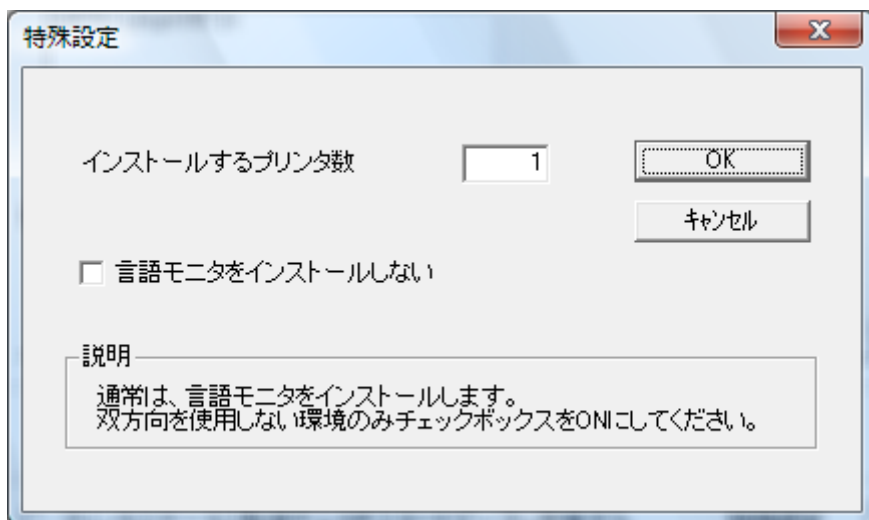 特殊設定
インストールするプリンタ数
1
OK
キャンセル
言語モニタをインストールしない
説明
通常は、言語モニタをインストールします。
双方向を使用しない環境のみチェックボックスをONにしてください。